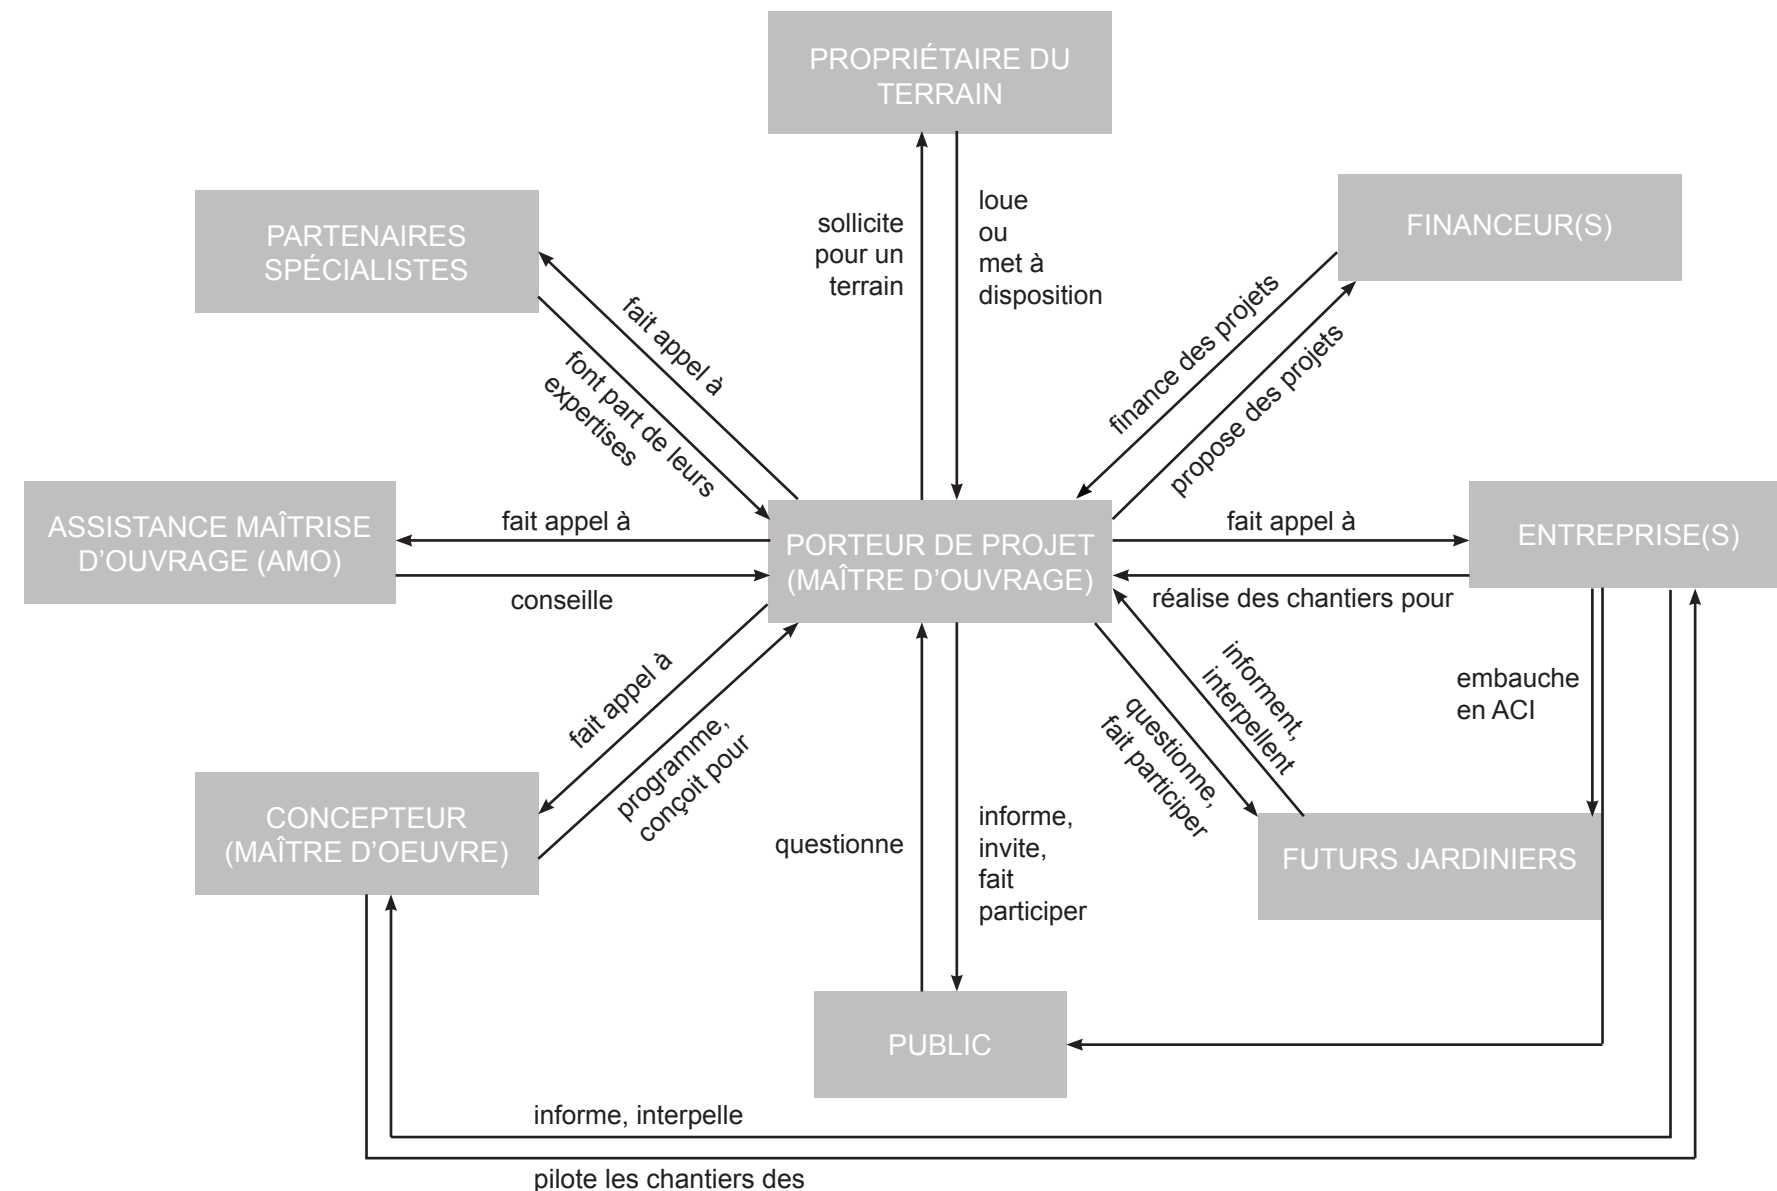 PROPRIÉTAIRE DU
TERRAIN
PARTENAIRES
SPÉCIALISTES
FINANCEUR(S)
sollicite
pour un
terrain
loue
ou
met à
disposition
fait appel à
font part de leurs
expertises
finance des projets
propose des projets
ASSISTANCE MAÎTRISE
D'OUVRAGE (AMO)
fait appel à
conseille
PORTEUR DE PROJET
(MAÎTRE D'OUVRAGE)
fait appel à
réalise des chantiers pour
ENTREPRISE(S)
fait appel à
programme,
conçoit pour
informent,
interpellent
questionne,
fait participer
embauche
en ACI
CONCEPTEUR
(MAÎTRE D'OEUVRE)
questionne
informe,
invite,
fait
participer
FUTURS JARDINIERS
PUBLIC
informe, interpelle
pilote les chantiers des